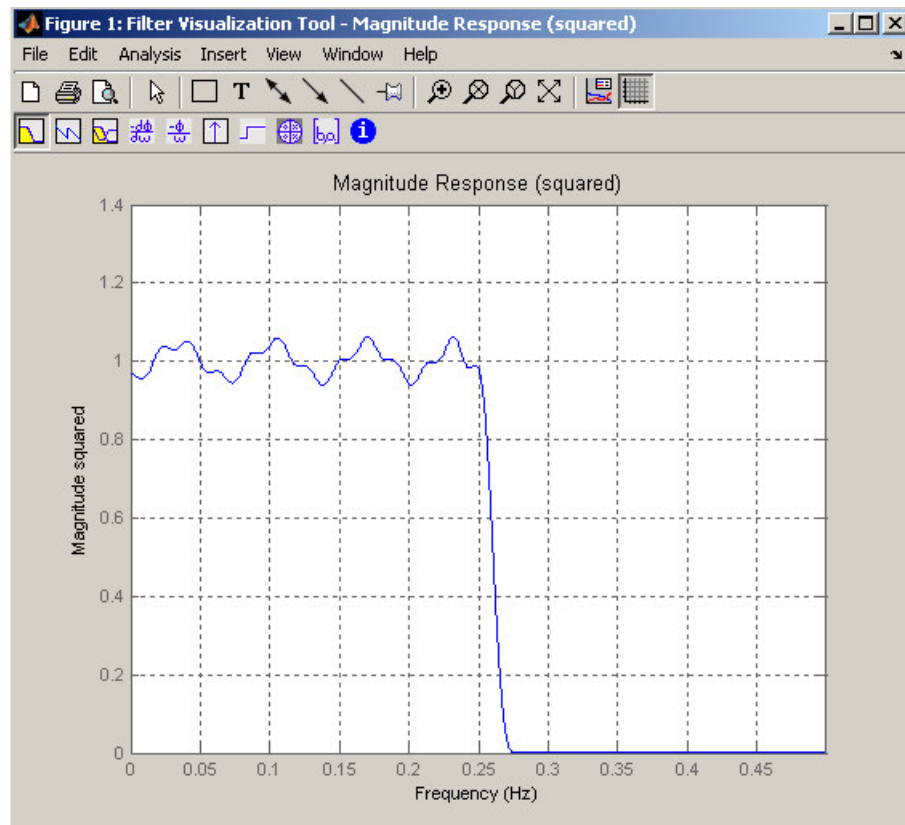 Figure 1: Filter Visualization Tool - Magnitude Response (squared)
File Edit Analysis Insert View Window Help
T
[b,a]
i
Magnitude Response (squared)
1.4
1.2
1
0.8
0.6
0.4
0.2
0
Magnitude squared
0 0.05 0.1 0.15 0.2 0.25 0.3 0.35 0.4 0.45
Frequency (Hz)